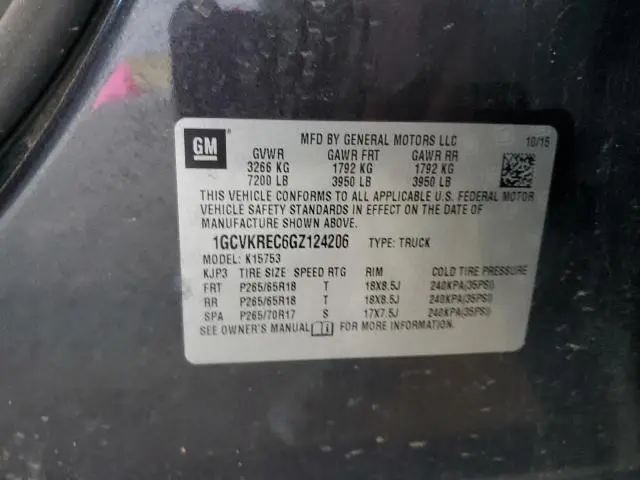 GM
MFD BY GENERAL MOTORS LLC 10/15
GVWR GAWR FRT GAWR RR
3266 KG 1792 KG 1792 KG
7200 LB 3950 LB 3950 LB
THIS VEHICLE CONFORMS TO ALL APPLICABLE U.S. FEDERAL MOTOR
VEHICLE SAFETY STANDARDS IN EFFECT ON THE DATE OF
MANUFACTURE SHOWN ABOVE.
1GCVKREC6GZ124206 TYPE: TRUCK
MODEL: K15753
KJP3 TIRE SIZE SPEED RTG RIM COLD TIRE PRESSURE
FRT P265/65R18 T 18X8.5J 240KPA(35PSI)
RR P265/65R18 T 18X8.5J 240KPA(35PSI)
SPA P265/70R17 S 17X7.5J 240KPA(35PSI)
SEE OWNER'S MANUAL FOR MORE INFORMATION.